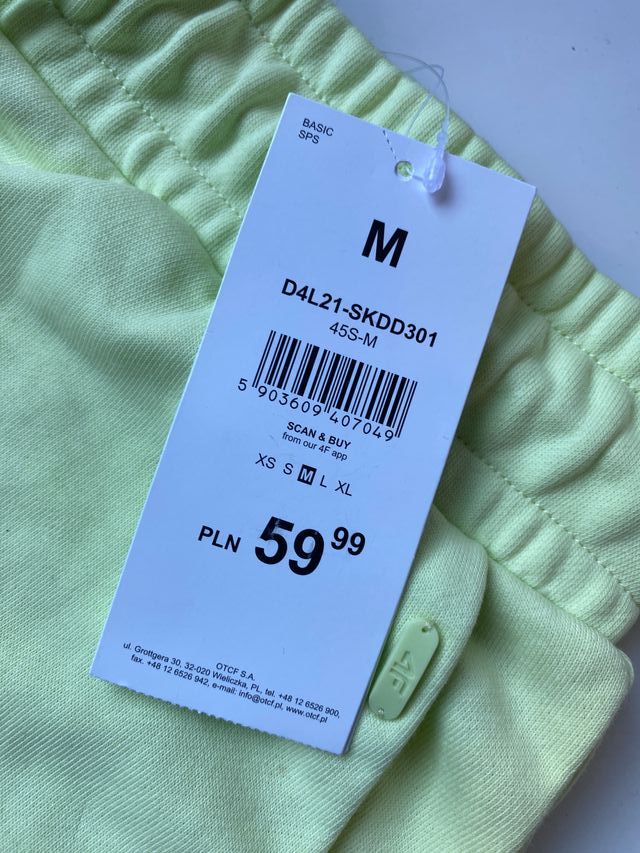 BASIC
SPS
M
D4L21-SKDD301
45S-M
5 903609 407049
SCAN & BUY
from our 4F app
XS S M L XL
PLN 59 99
OTCF S.A.
ul. Grottgera 30, 32-020 Wieliczka, PL, tel. +48 12 6526 900,
fax. +48 12 6526 942, e-mail: info@otcf.pl, www.otcf.pl
4F